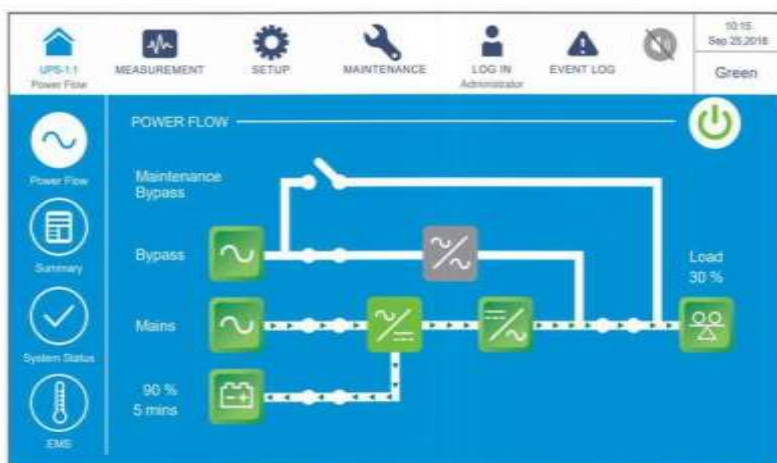 UPS-1.1
Power Flow
MEASUREMENT
SETUP
MAINTENANCE
LOG IN
Administrator
EVENT LOG
10:15
Sep 25,2018
Green
POWER FLOW
Power Flow
Summary
System Status
EMS
Maintenance
Bypass
Bypass
Mains
90 %
5 mins
Load
30 %